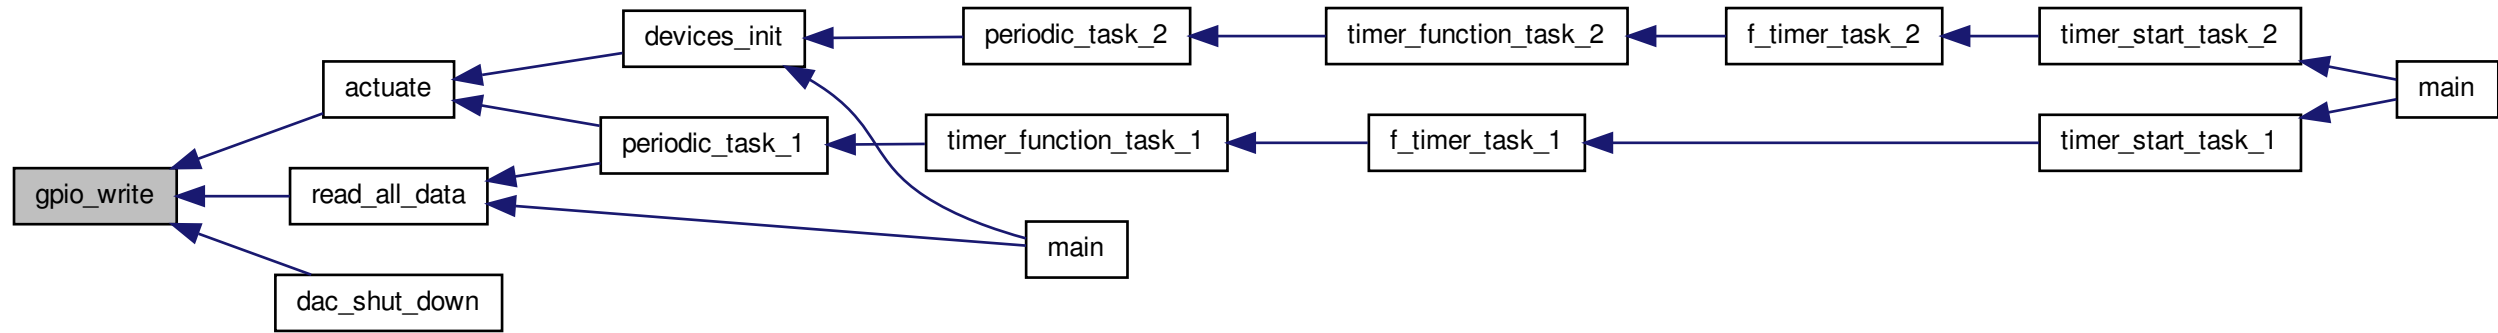 gpio_write
actuate
read_all_data
dac_shut_down
devices_init
periodic_task_1
periodic_task_2
timer_function_task_1
main
timer_function_task_2
f_timer_task_1
f_timer_task_2
timer_start_task_2
timer_start_task_1
main